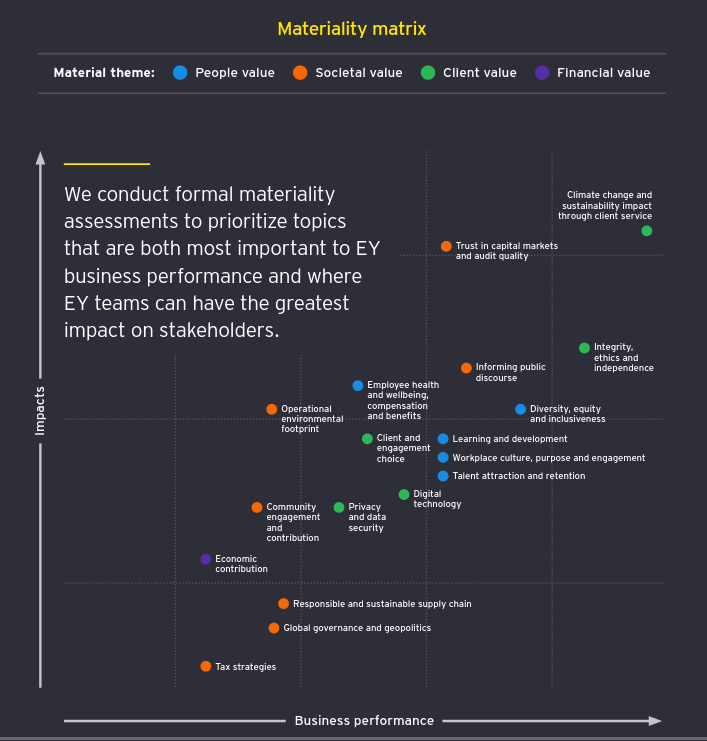 Materiality matrix
Material theme:
People value
Societal value
Client value
Financial value
We conduct formal materiality
assessments to prioritize topics
that are both most important to EY
business performance and where
EY teams can have the greatest
impact on stakeholders.
Climate change and
sustainability impact
through client service
Trust in capital markets
and audit quality
Integrity,
ethics and
independence
Informing public
discourse
Employee health
and wellbeing,
compensation
and benefits
Operational
environmental
footprint
Diversity, equity
and inclusiveness
Client and
engagement
choice
Learning and development
Workplace culture, purpose and engagement
Talent attraction and retention
Digital
technology
Community
engagement
and
contribution
Privacy
and data
security
Economic
contribution
Responsible and sustainable supply chain
Global governance and geopolitics
Tax strategies
Impacts
Business performance